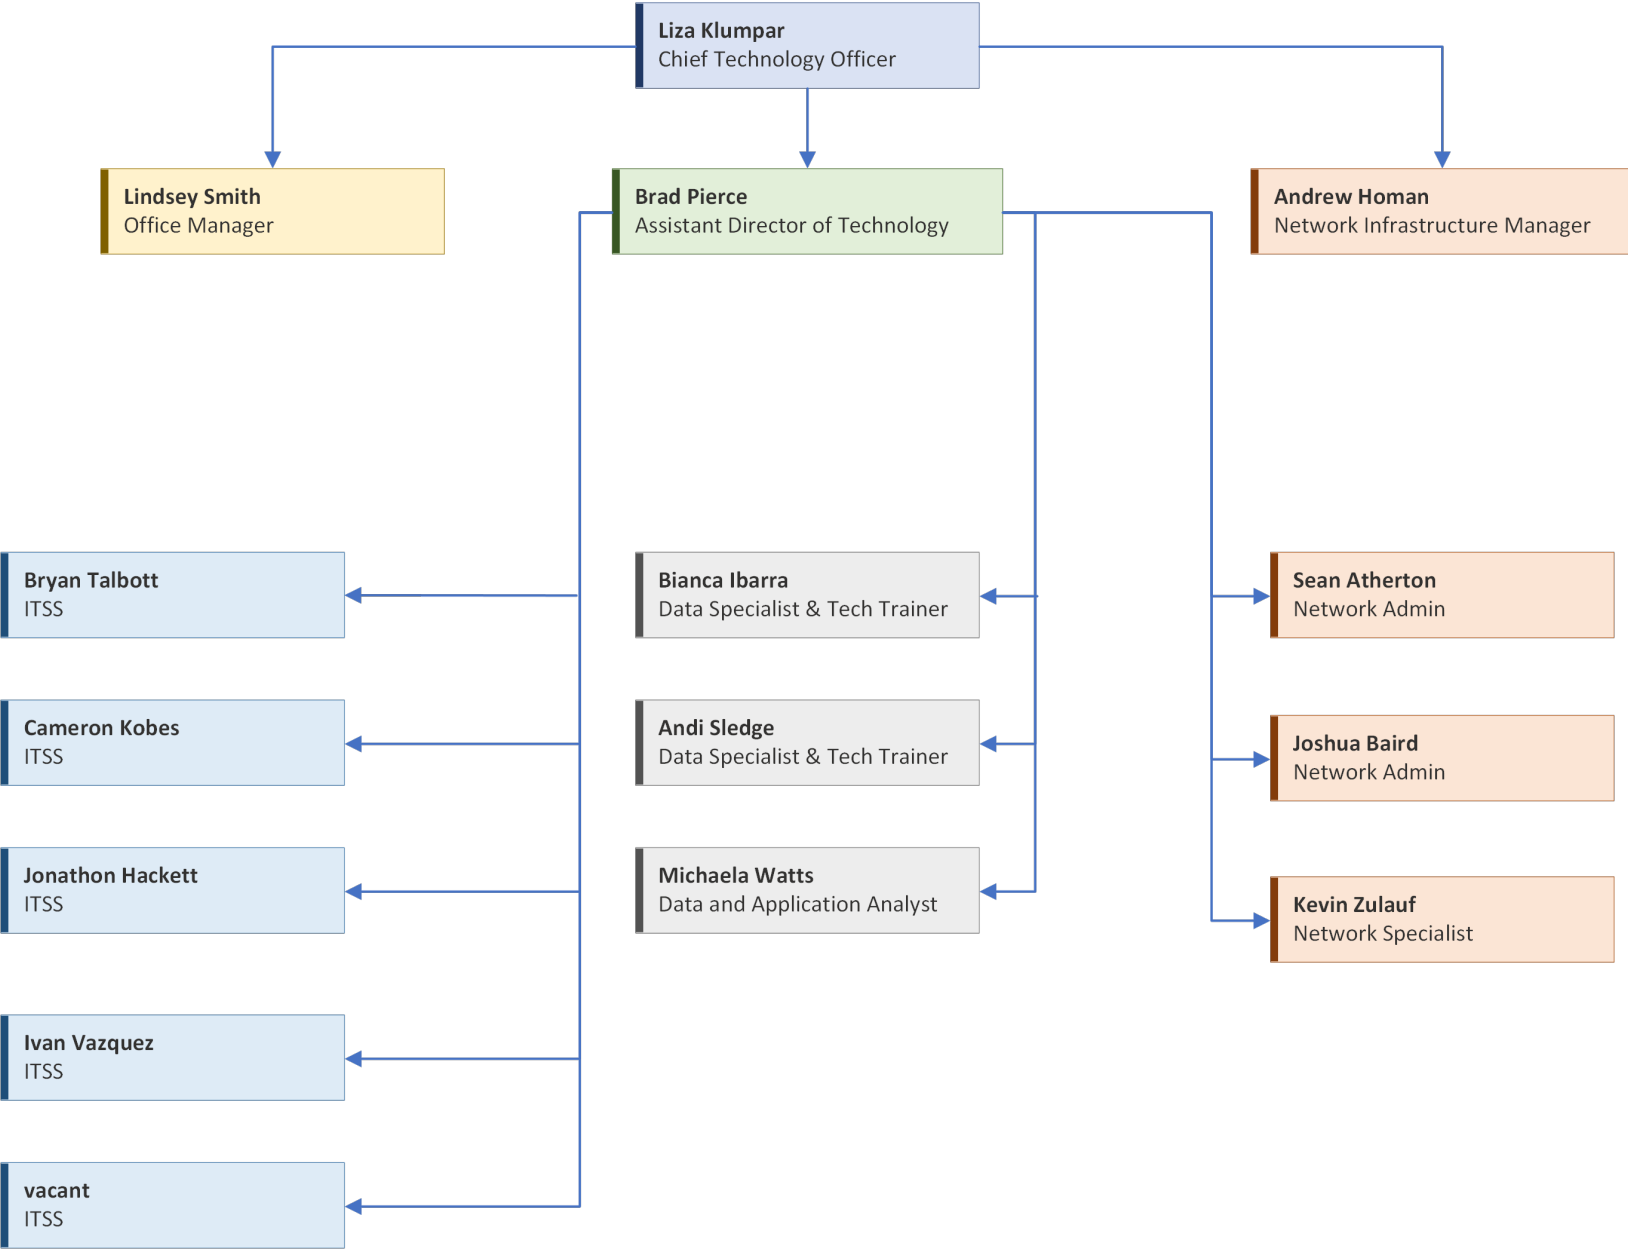 Liza Klumpar
Chief Technology Officer
Lindsey Smith
Office Manager
Brad Pierce
Assistant Director of Technology
Andrew Homan
Network Infrastructure Manager
Bryan Talbott
ITSS
Cameron Kobes
ITSS
Jonathon Hackett
ITSS
Ivan Vazquez
ITSS
vacant
ITSS
Bianca Ibarra
Data Specialist & Tech Trainer
Andi Sledge
Data Specialist & Tech Trainer
Michaela Watts
Data and Application Analyst
Sean Atherton
Network Admin
Joshua Baird
Network Admin
Kevin Zulauf
Network Specialist